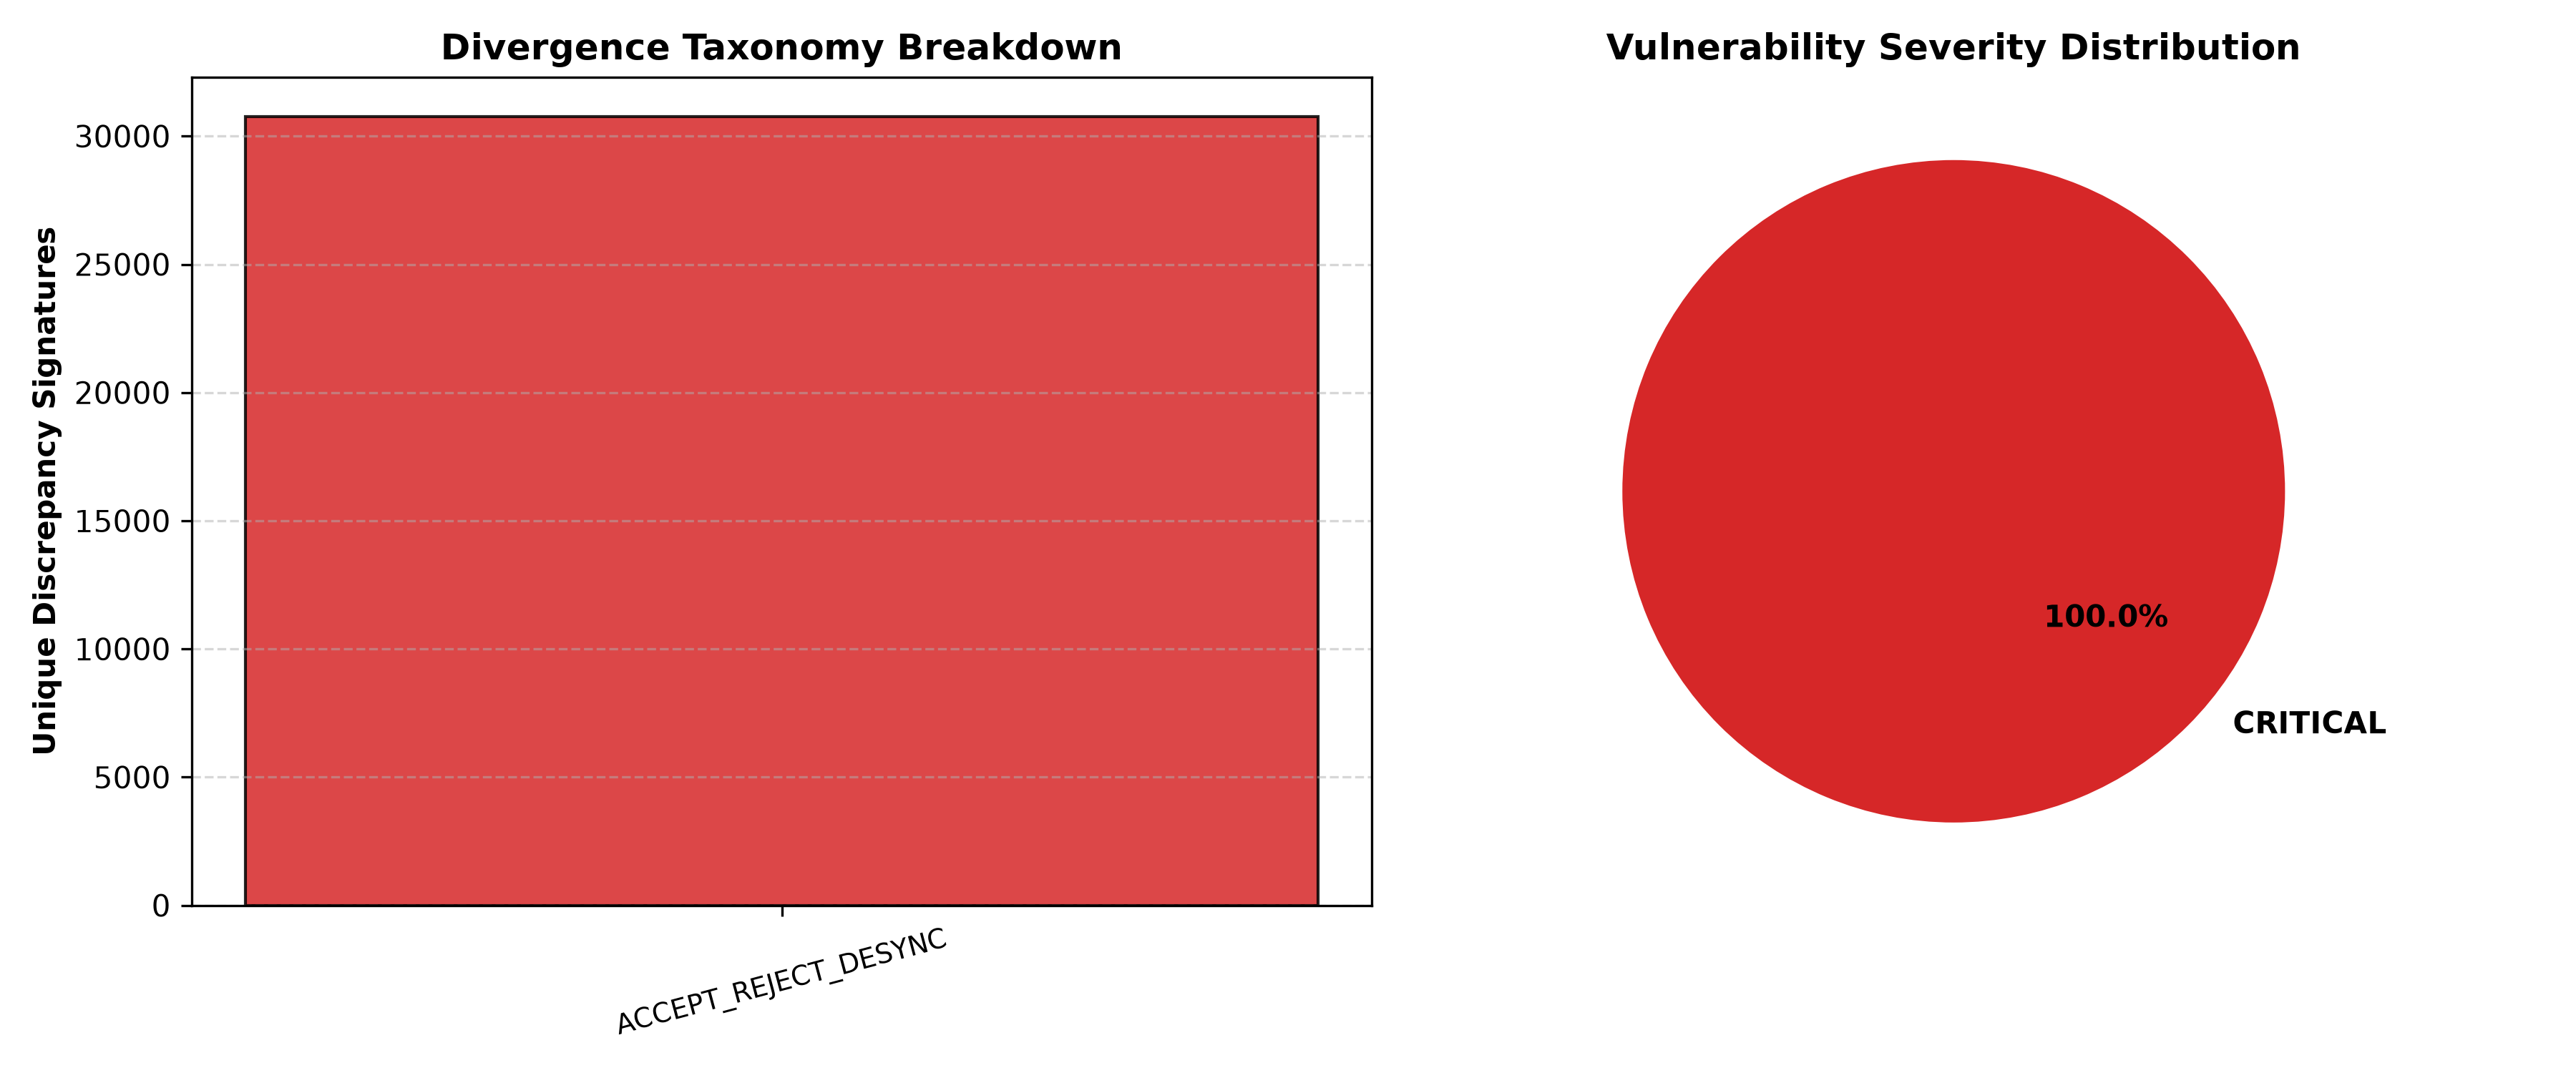 Divergence Taxonomy Breakdown
Unique Discrepancy Signatures
30000
25000
20000
15000
10000
5000
0
ACCEPT_REJECT_DESYNC
Vulnerability Severity Distribution
100.0%
CRITICAL